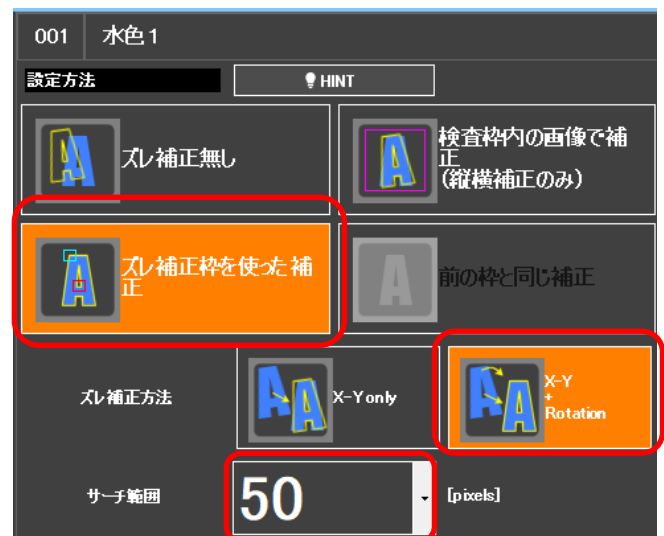 001 水色1
設定方法 HINT
ズレ補正無し
検査枠内の画像で補
正
(縦横補正のみ)
ズレ補正枠を使った補
正
前の枠と同じ補正
ズレ補正方法
X-Y only
X-Y
+
Rotation
サーチ範囲
50
[pixels]